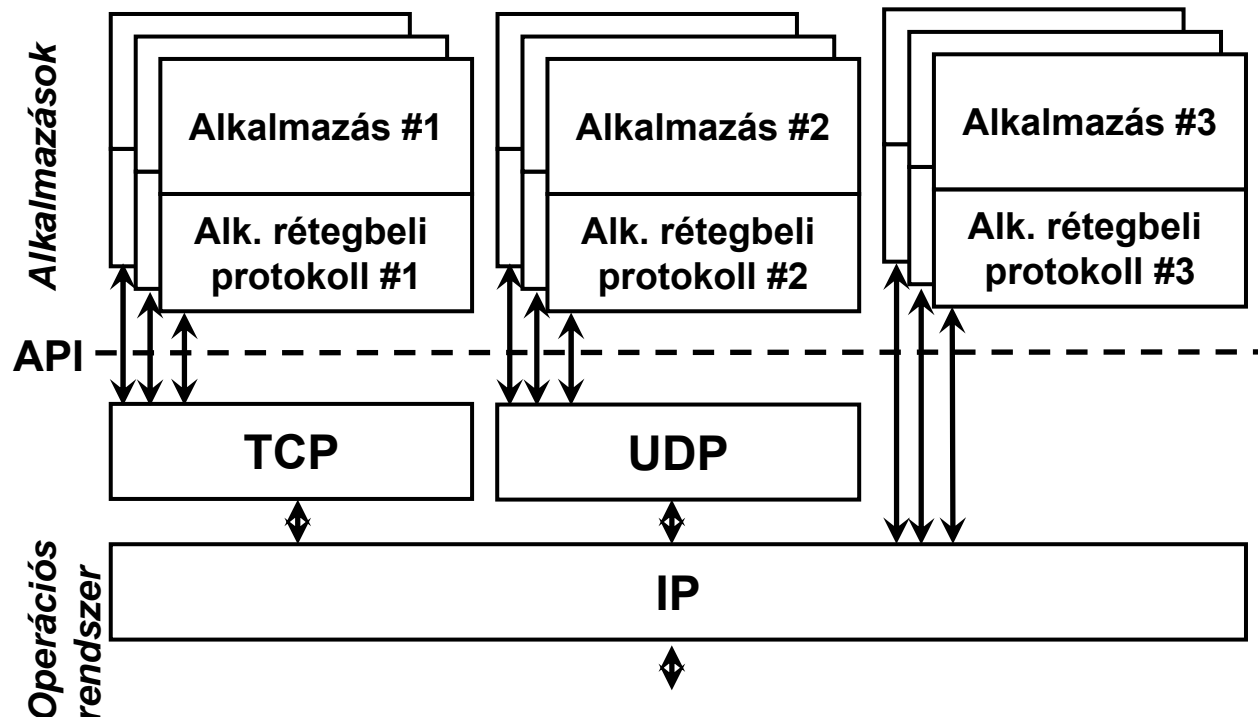 Alkalmazások
Alkalmazás #1
Alk. rétegbeli
protokoll #1
Alkalmazás #2
Alk. rétegbeli
protokoll #2
Alkalmazás #3
Alk. rétegbeli
protokoll #3
API
TCP
UDP
IP
Operációs
rendszer